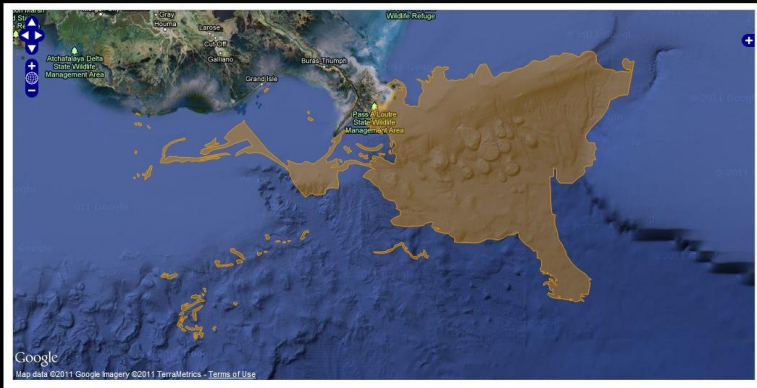 Gray
Houma
Larose
Cut Off
Galliano
Wildlife Refuge
Atchafalaya Delta
State Wildlife
Management Area
Grand Isle
Buras-Triumph
Pass A Loutre
State Wildlife
Management Area
Google
Map data ©2011 Google Imagery ©2011 TerraMetrics - Terms of Use